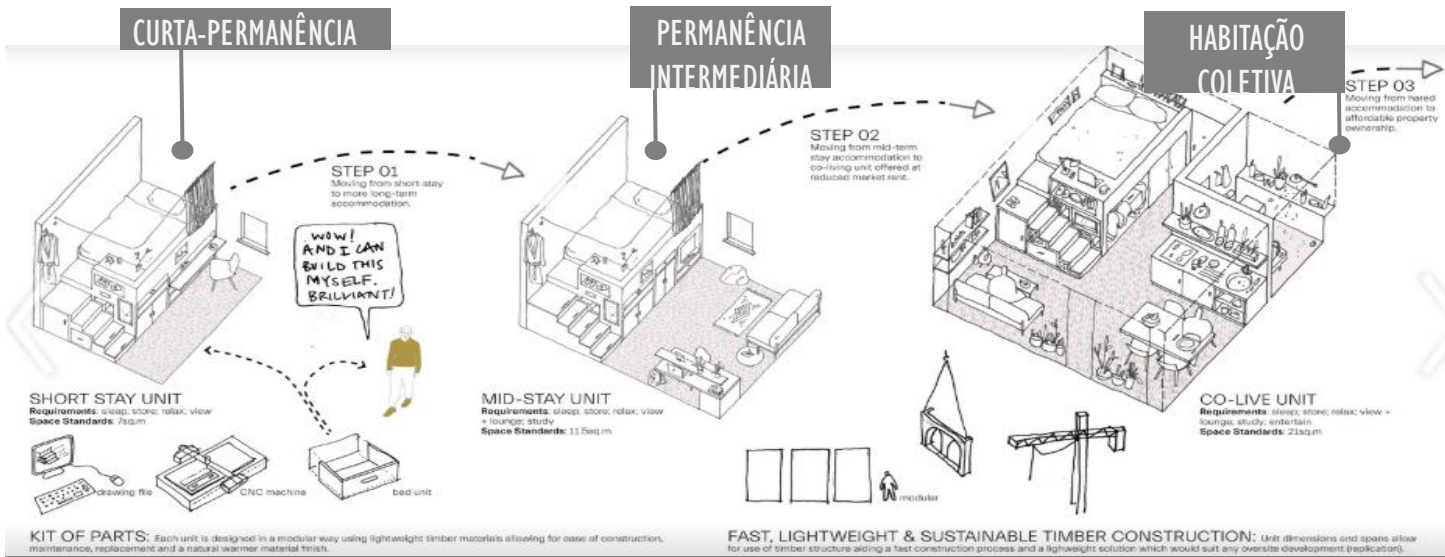 CURTA-PERMANÊNCIA
PERMANÊNCIA
INTERMEDIÁRIA
HABITAÇÃO
COLETIVA
STEP 01
Moving from short-stay
to more long-term
accommodation.
WOW!
AND I CAN
BUILD THIS
MYSELF.
BRILLIANT!
STEP 02
Moving from mid-term
stay accommodation to
co-living unit offered at
reduced market rent.
STEP 03
Moving from hared
accommodation to
affordable property
ownership.
SHORT STAY UNIT
Requirements: sleep; store; relax; view
Space Standards: 7sq.m
MID-STAY UNIT
Requirements: sleep; store; relax; view
+ lounge; study
Space Standards: 11.5sq.m
CO-LIVE UNIT
Requirements: sleep; store; relax; view +
lounge; study; entertain
Space Standards: 21sq.m
drawing file
CNC machine
bed unit
modular
KIT OF PARTS: Each unit is designed in a modular way using lightweight timber materials allowing for ease of construction,
maintenance, replacement and a natural warmer material finish.
FAST, LIGHTWEIGHT & SUSTAINABLE TIMBER CONSTRUCTION: Unit dimensions and spans allow
for use of timber structure aiding a fast construction process and a lighweight solution which would suit any oversite development (replication).